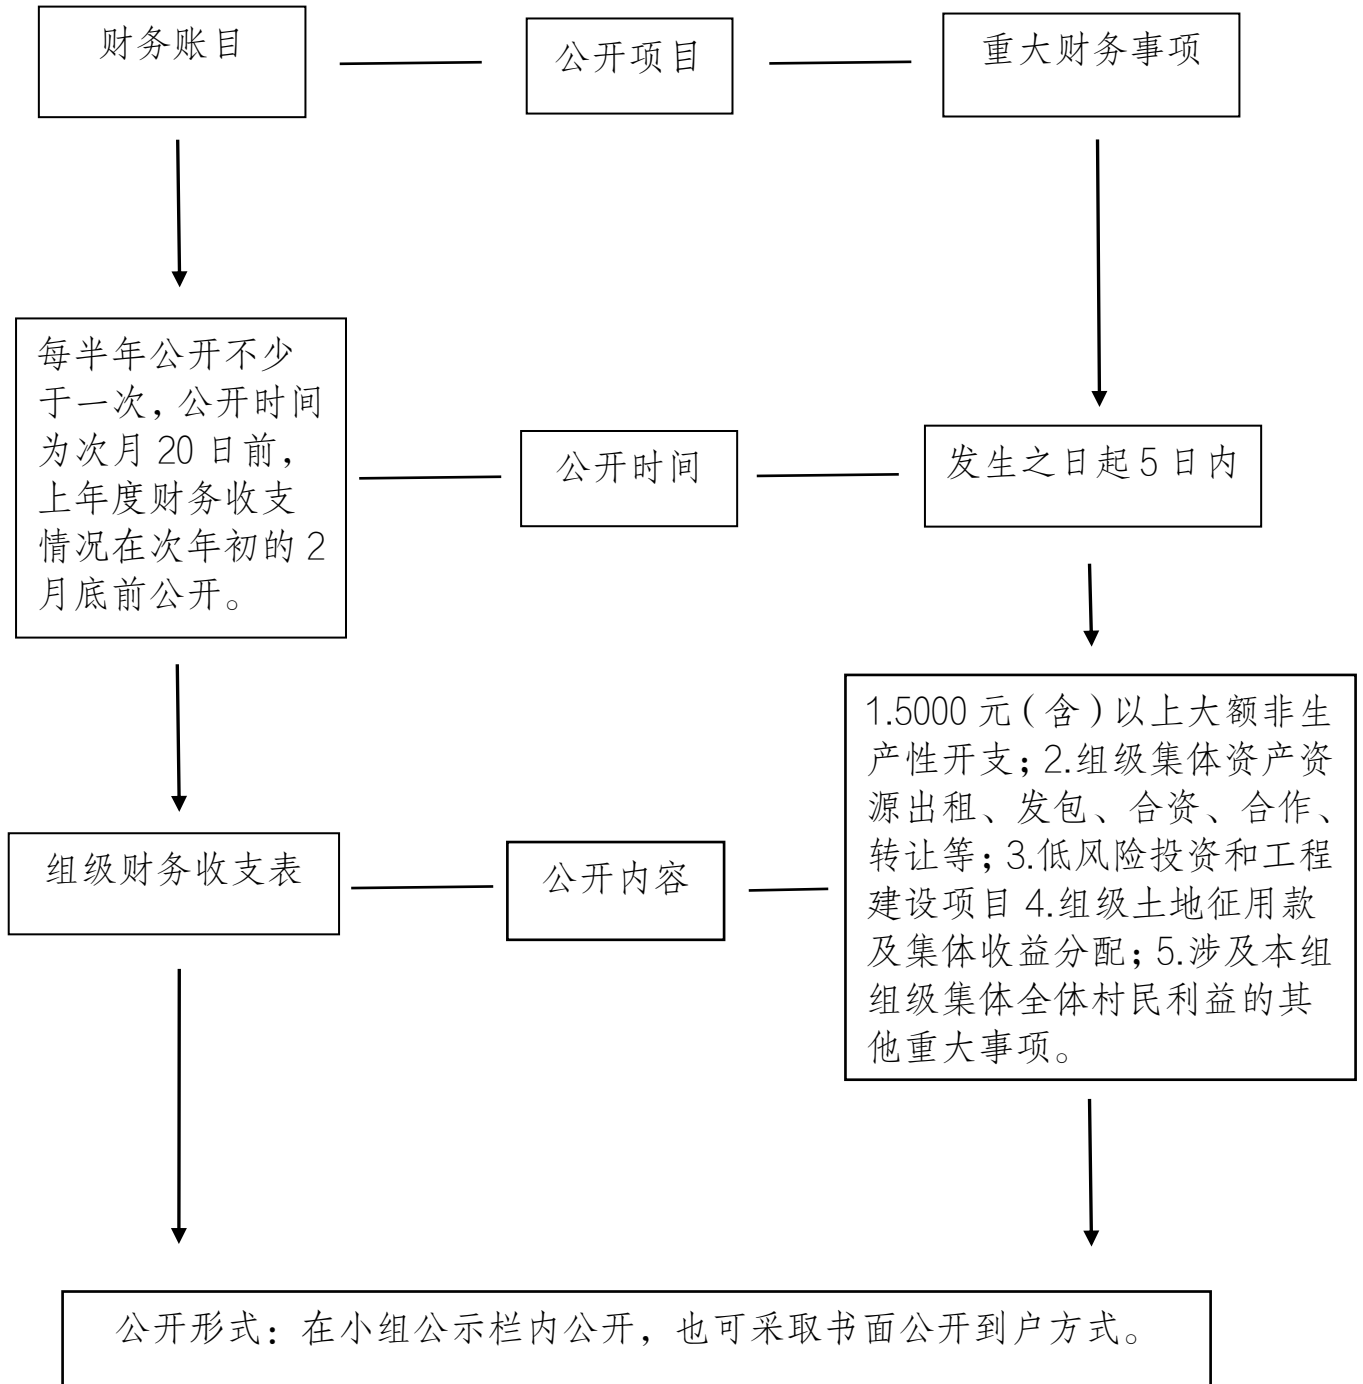 财务账目
公开项目
重大财务事项
每半年公开不少
于一次，公开时间
为次月20日前，
上年度财务收支
情况在次年初的2
月底前公开。
公开时间
发生之日起5日内
组级财务收支表
公开内容
1.5000元（含）以上大额非生
产性开支；2.组级集体资产资
源出租、发包、合资、合作、
转让等；3.低风险投资和工程
建设项目4.组级土地征用款
及集体收益分配；5.涉及本组
组级集体全体村民利益的其
他重大事项。
公开形式：在小组公示栏内公开，也可采取书面公开到户方式。